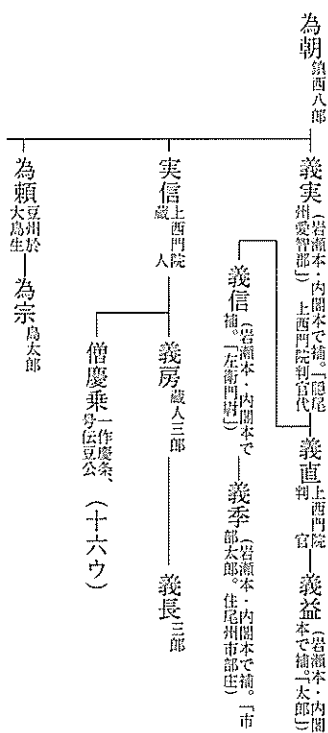 為朝 鎮西八郎
義実 （岩瀬本・内閣本で補。「隠尾州愛智郡」） 上西門院判官代
義直 上西門院判官
義益 （岩瀬本・内閣本で補。「太郎」）
義信 （岩瀬本・内閣本で補。「左衛門尉」）
義季 （岩瀬本・内閣本で補。「市部太郎。住尾州市部庄」）
実信 上西門院蔵人
義房 蔵人三郎
義長 三郎
僧慶乗 一作慶条、号伝豆公 （十六ウ）
為頼 豆州於大島生
為宗 島太郎